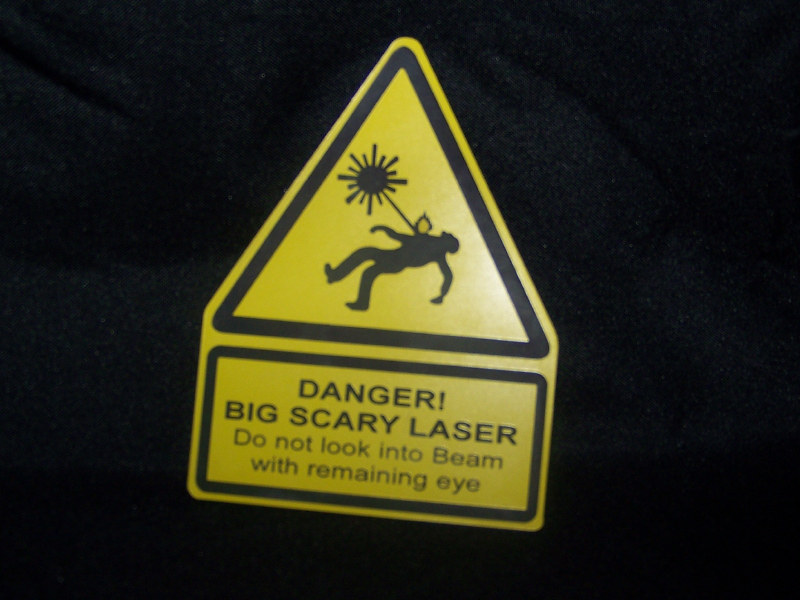 DANGER!
BIG SCARY LASER
Do not look into Beam
with remaining eye